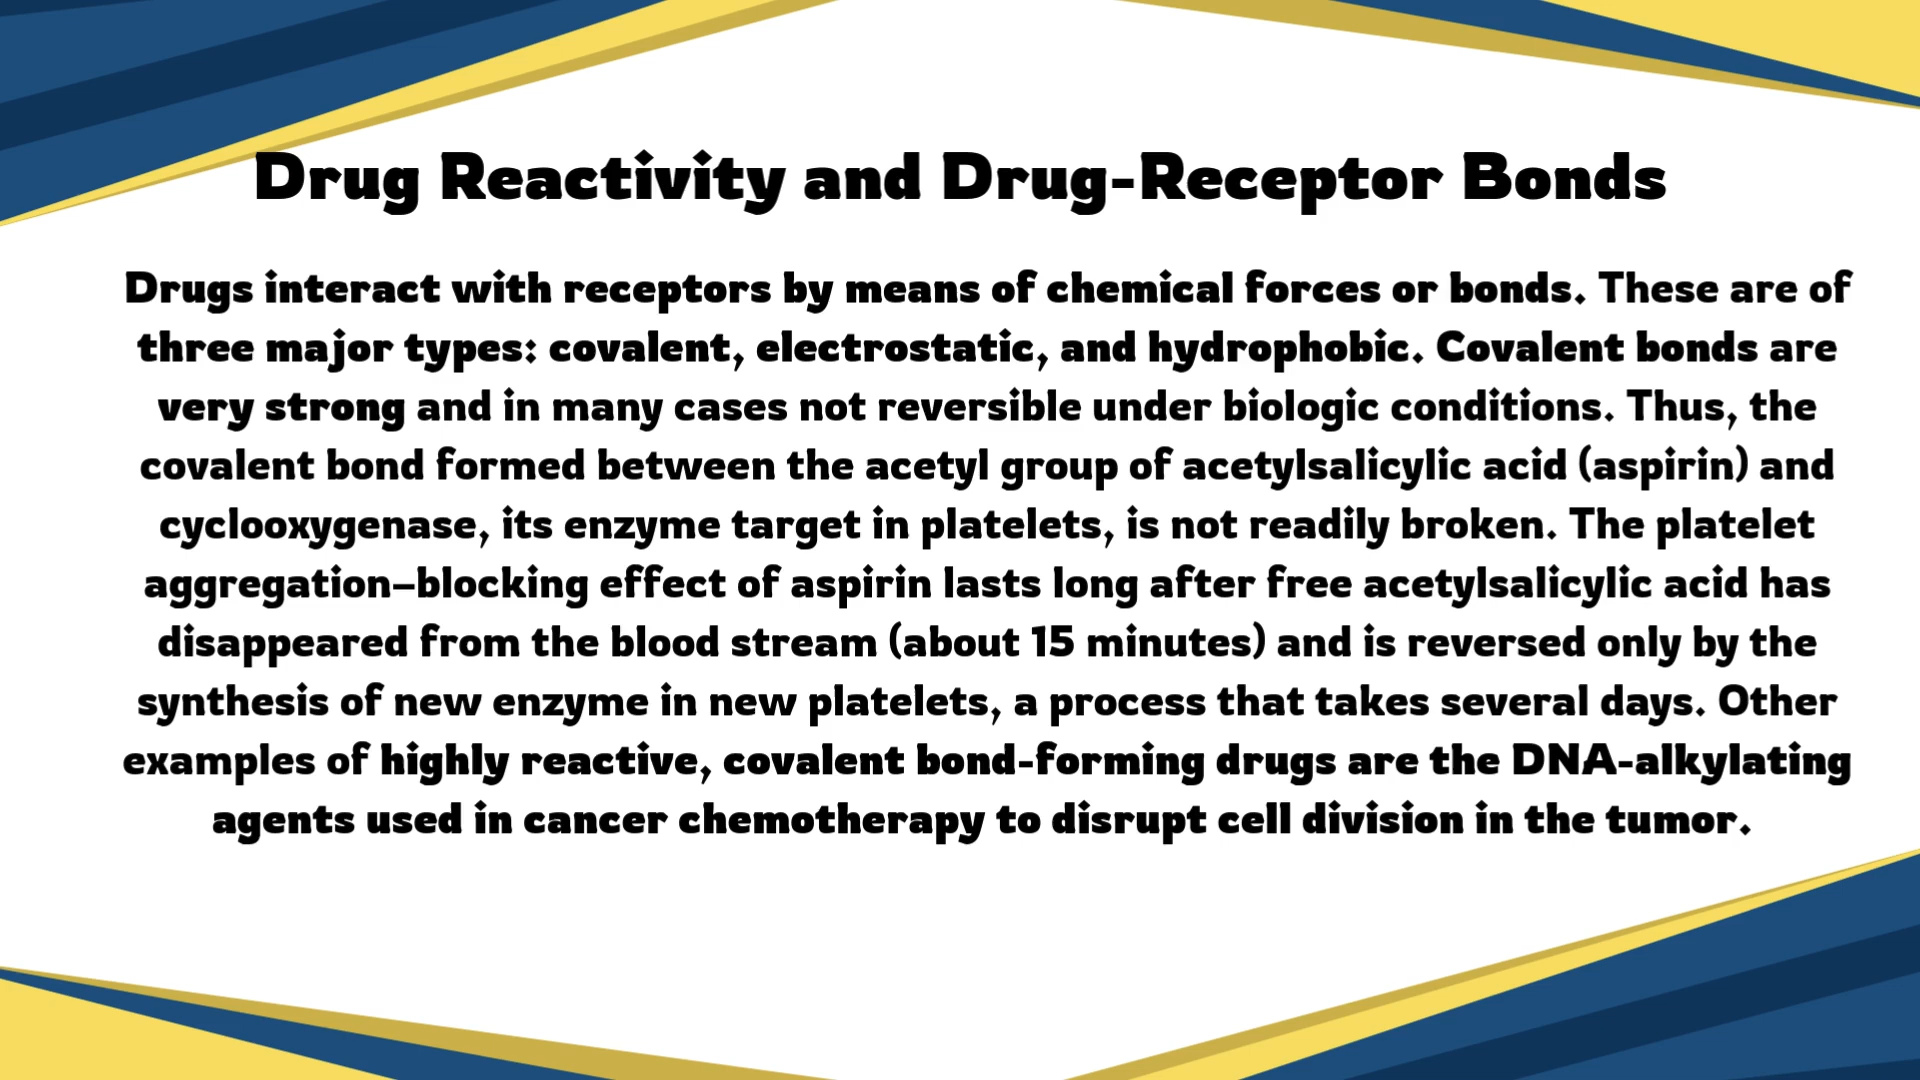 Drug Reactivity and Drug-Receptor Bonds
Drugs interact with receptors by means of chemical forces or bonds. These are of
three major types: covalent, electrostatic, and hydrophobic. Covalent bonds are
very strong and in many cases not reversible under biologic conditions. Thus, the
covalent bond formed between the acetyl group of acetylsalicylic acid (aspirin) and
cyclooxygenase, its enzyme target in platelets, is not readily broken. The platelet
aggregation–blocking effect of aspirin lasts long after free acetylsalicylic acid has
disappeared from the blood stream (about 15 minutes) and is reversed only by the
synthesis of new enzyme in new platelets, a process that takes several days. Other
examples of highly reactive, covalent bond-forming drugs are the DNA-alkylating
agents used in cancer chemotherapy to disrupt cell division in the tumor.